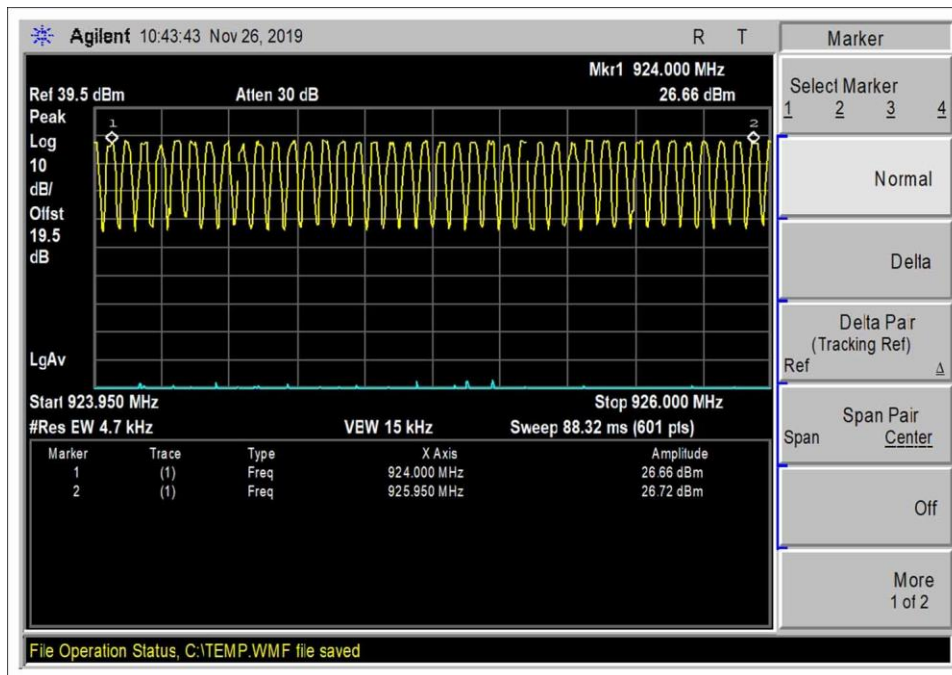 Agilent 10:43:43 Nov 26, 2019 R T
Mkr1 924.000 MHz
Ref 39.5 dBm Atten 30 dB 26.66 dBm
Peak
Log
10
dB/
Offst
19.5
dB
LgAv
1
2
Start 923.950 MHz Stop 926.000 MHz
#Res EW 4.7 kHz VEW 15 kHz Sweep 88.32 ms (601 pts)
Marker Trace Type X Axis Amplitude
1 (1) Freq 924.000 MHz 26.66 dBm
2 (1) Freq 925.950 MHz 26.72 dBm
File Operation Status, C:\TEMP.WMF file saved
Marker
Select Marker
1 2 3 4
Normal
Delta
Delta Pair
(Tracking Ref)
Ref Δ
Span Pair
Span Center
Off
More
1 of 2